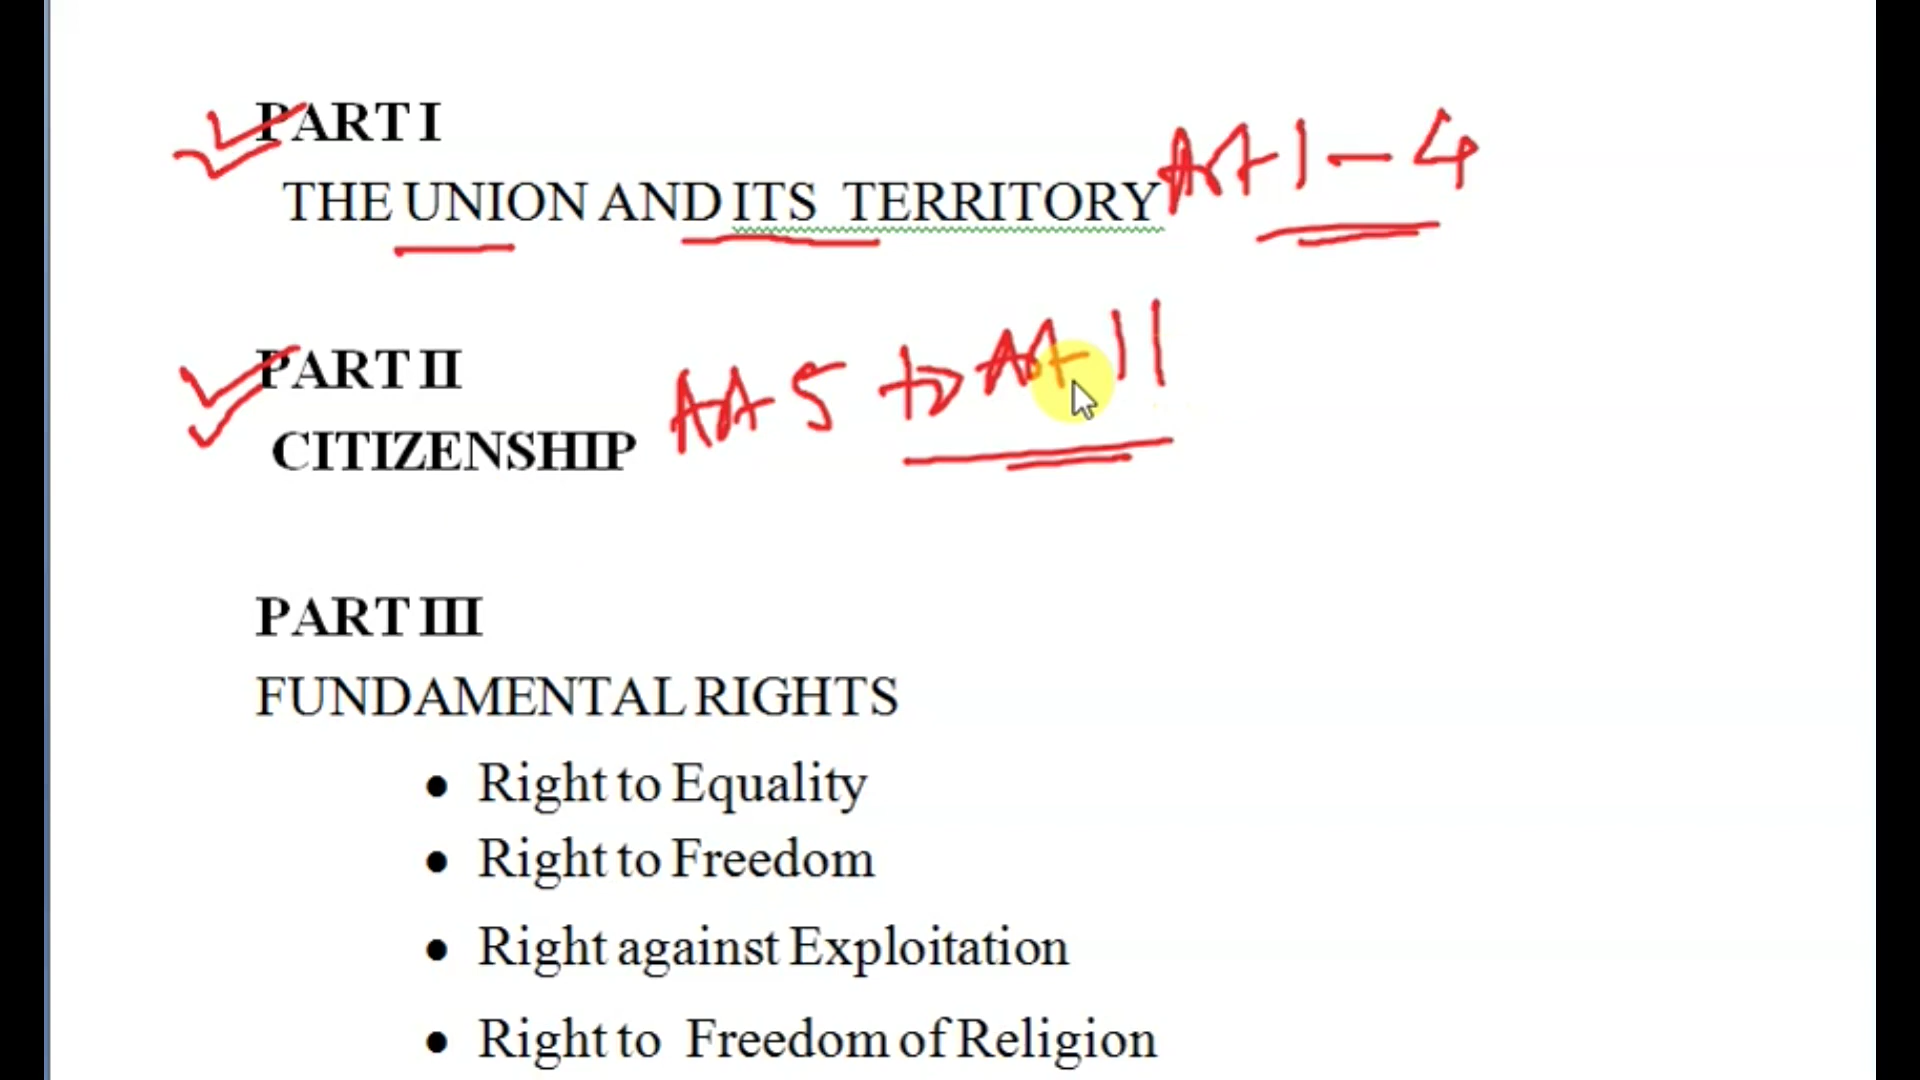 PART I
THE UNION AND ITS TERRITORY Art 1 - 4
PART II
Art 5 to Art 11
CITIZENSHIP
PART III
FUNDAMENTAL RIGHTS
• Right to Equality
• Right to Freedom
• Right against Exploitation
• Right to Freedom of Religion